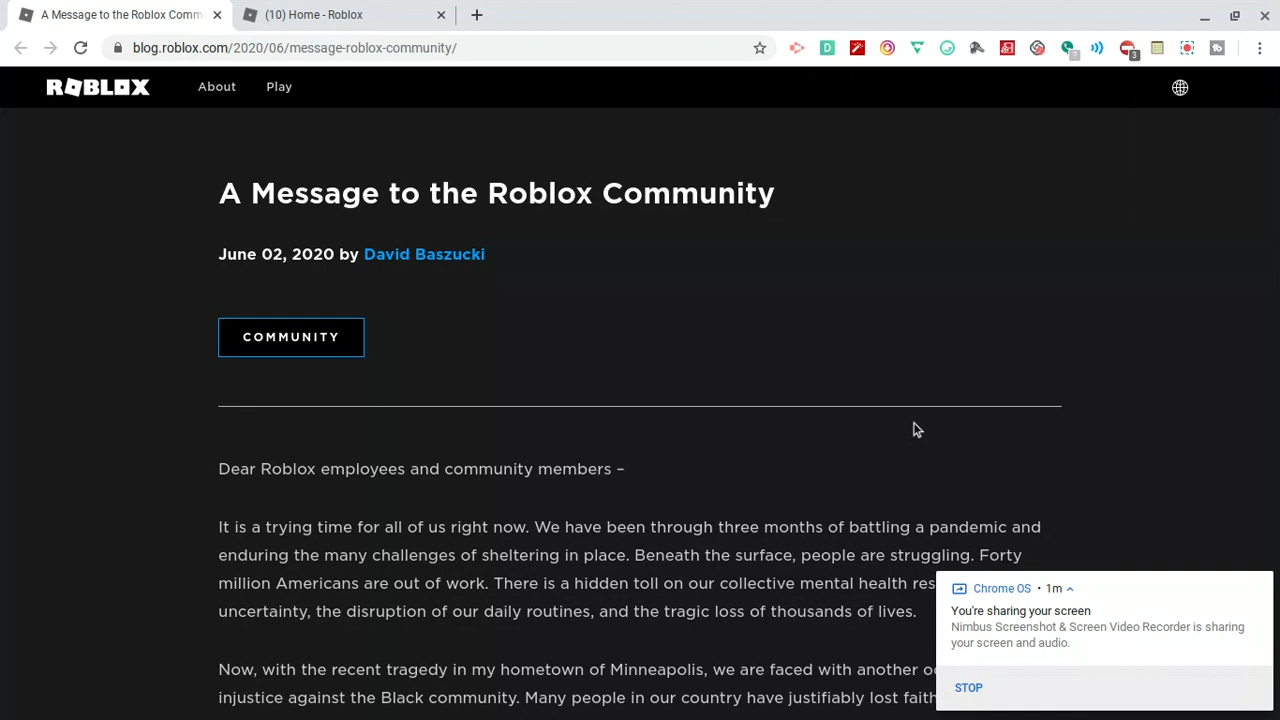 A Message to the Roblox Comm
(10) Home - Roblox
blog.roblox.com/2020/06/message-roblox-community/
D
?
3
ROBLOX
About
Play
A Message to the Roblox Community
June 02, 2020 by David Baszucki
COMMUNITY
Dear Roblox employees and community members –
It is a trying time for all of us right now. We have been through three months of battling a pandemic and
enduring the many challenges of sheltering in place. Beneath the surface, people are struggling. Forty
million Americans are out of work. There is a hidden toll on our collective mental health res
uncertainty, the disruption of our daily routines, and the tragic loss of thousands of lives.
Now, with the recent tragedy in my hometown of Minneapolis, we are faced with another
injustice against the Black community. Many people in our country have justifiably lost faith
Chrome OS • 1m
You're sharing your screen
Nimbus Screenshot & Screen Video Recorder is sharing
your screen and audio.
STOP